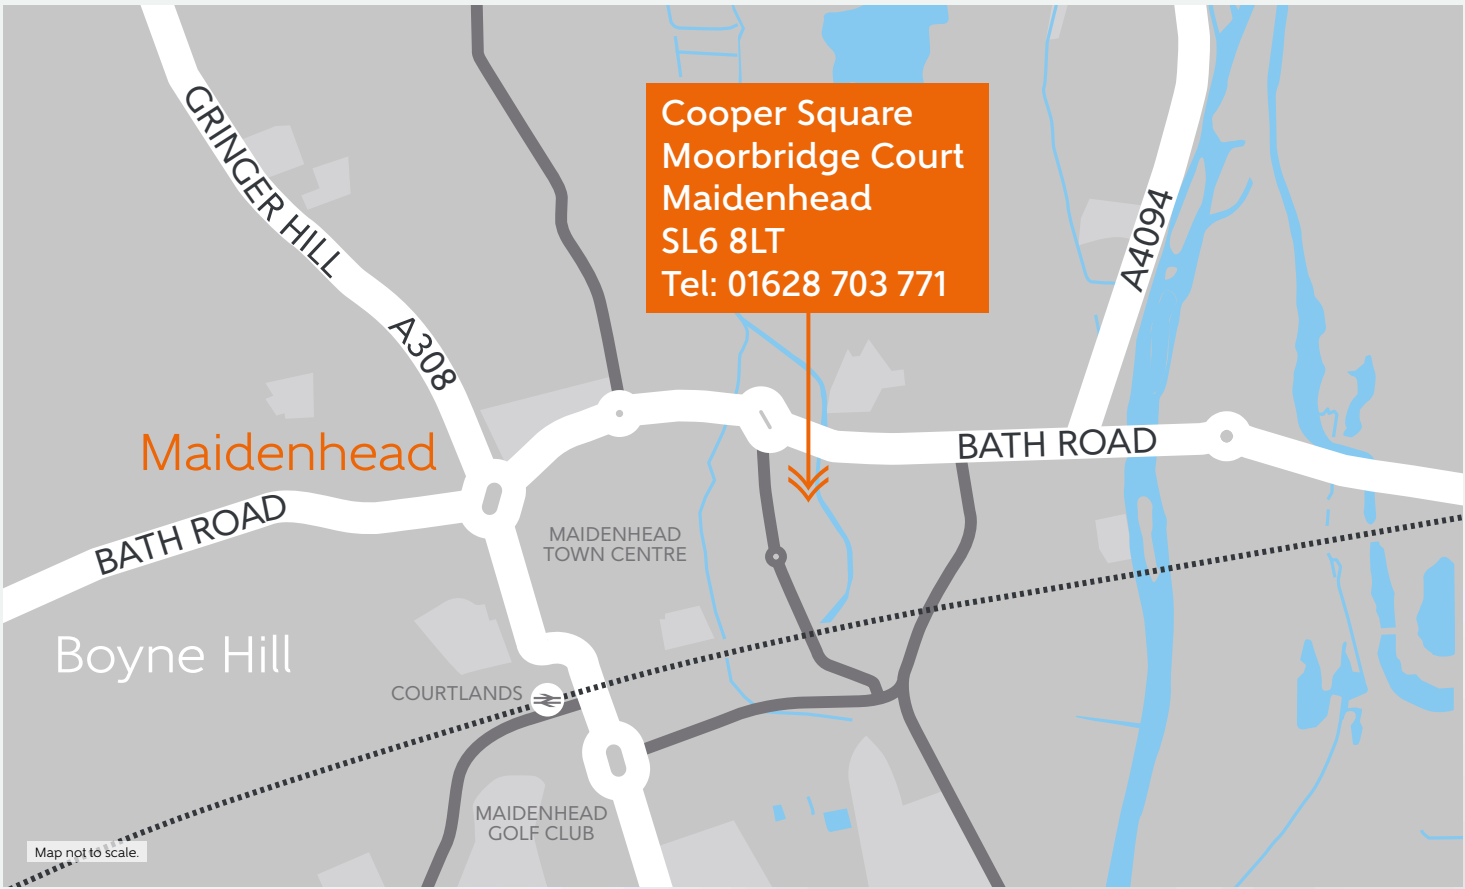 Cooper Square
Moorbridge Court
Maidenhead
SL6 8LT
Tel: 01628 703 771
GRINGER HILL
A4094
A308
Maidenhead
BATH ROAD
BATH ROAD
MAIDENHEAD
TOWN CENTRE
Boyne Hill
COURTLANDS
MAIDENHEAD
GOLF CLUB
Map not to scale.